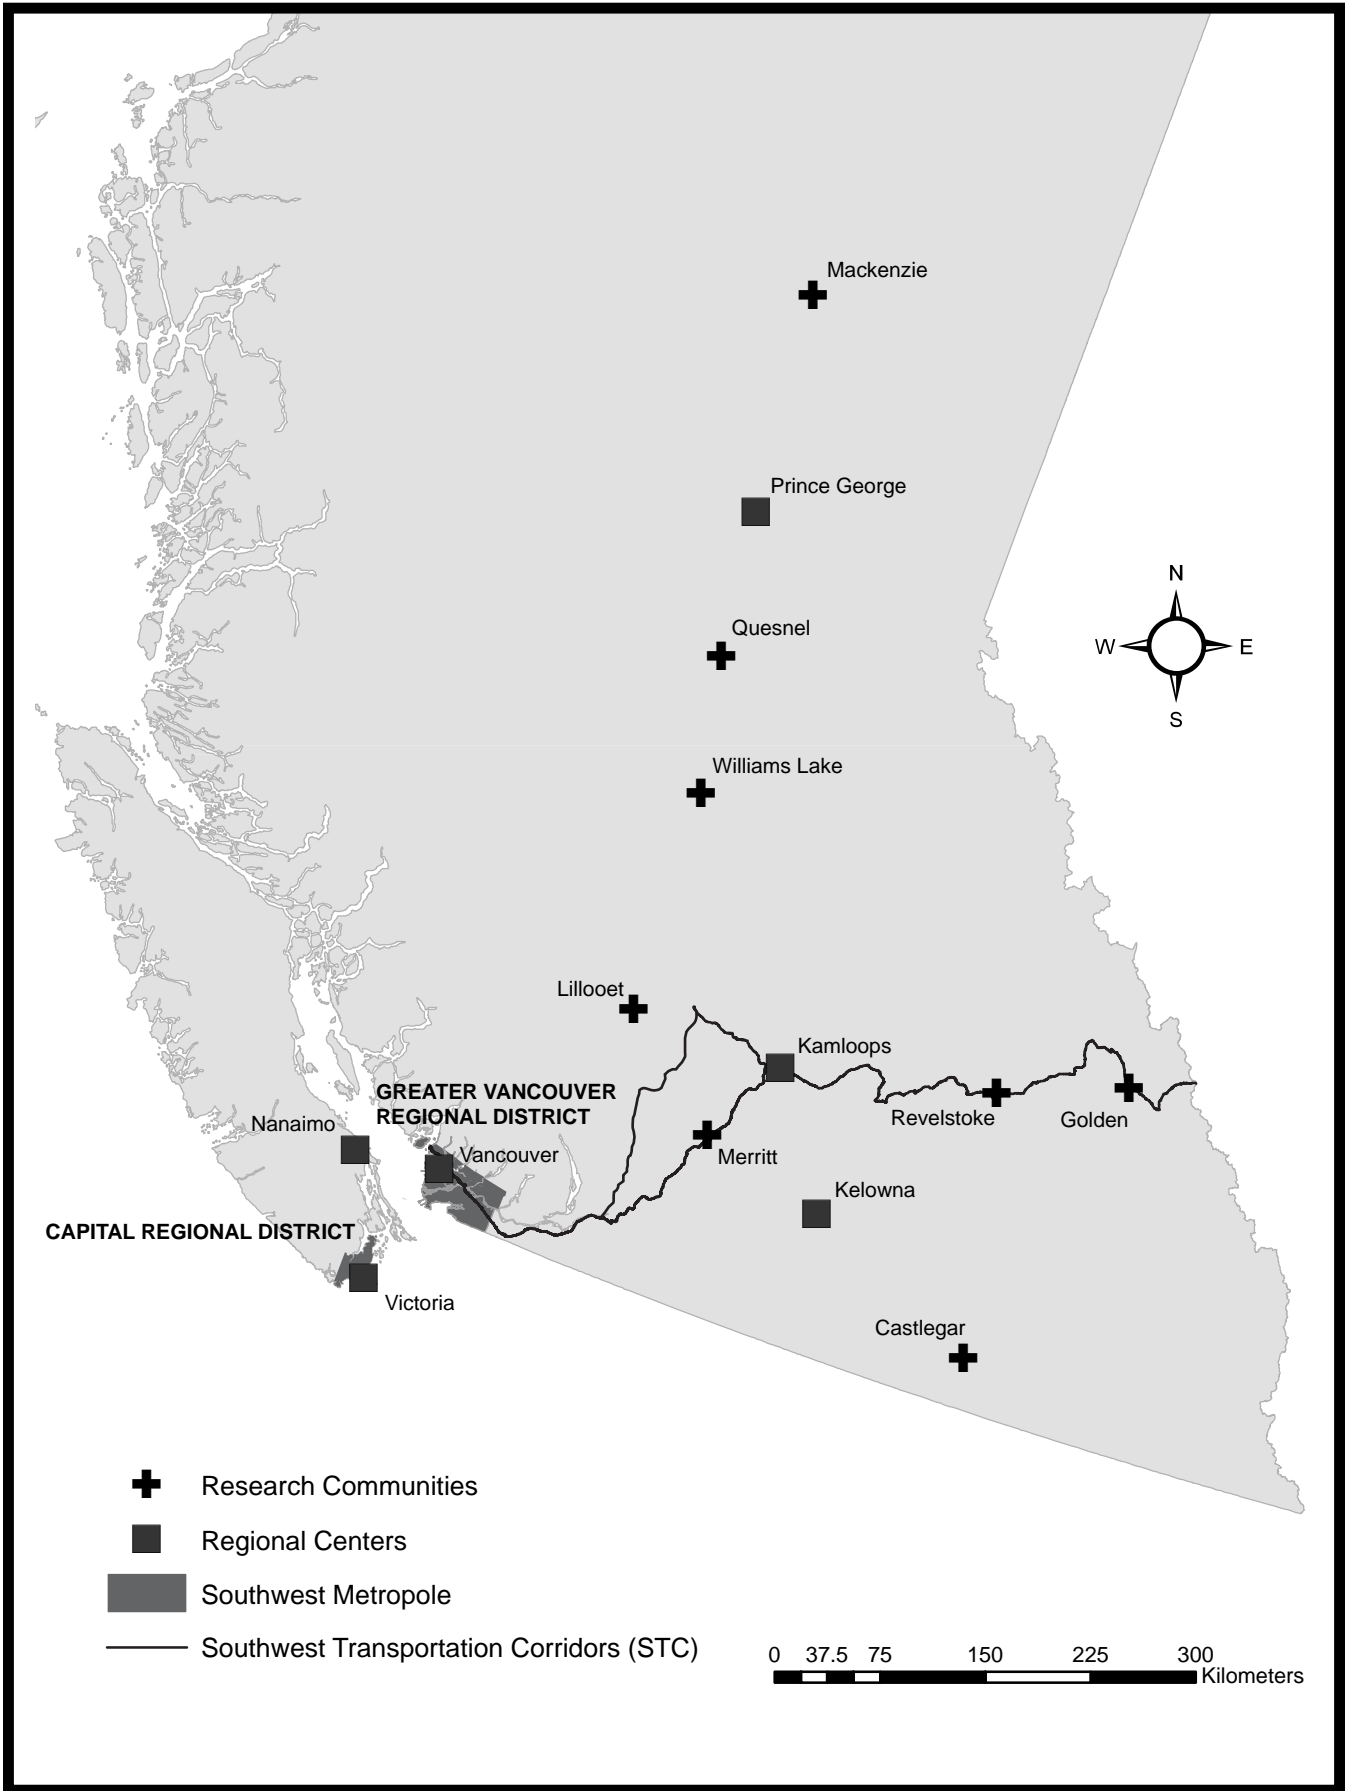 Mackenzie
Prince George
N
W
E
S
Quesnel
Williams Lake
Lillooet
Kamloops
GREATER VANCOUVER
REGIONAL DISTRICT
Revelstoke
Golden
Nanaimo
Vancouver
Merritt
Kelowna
CAPITAL REGIONAL DISTRICT
Victoria
Castlegar
Research Communities
Regional Centers
Southwest Metropole
Southwest Transportation Corridors (STC)
0 37.5 75 150 225 300
Kilometers